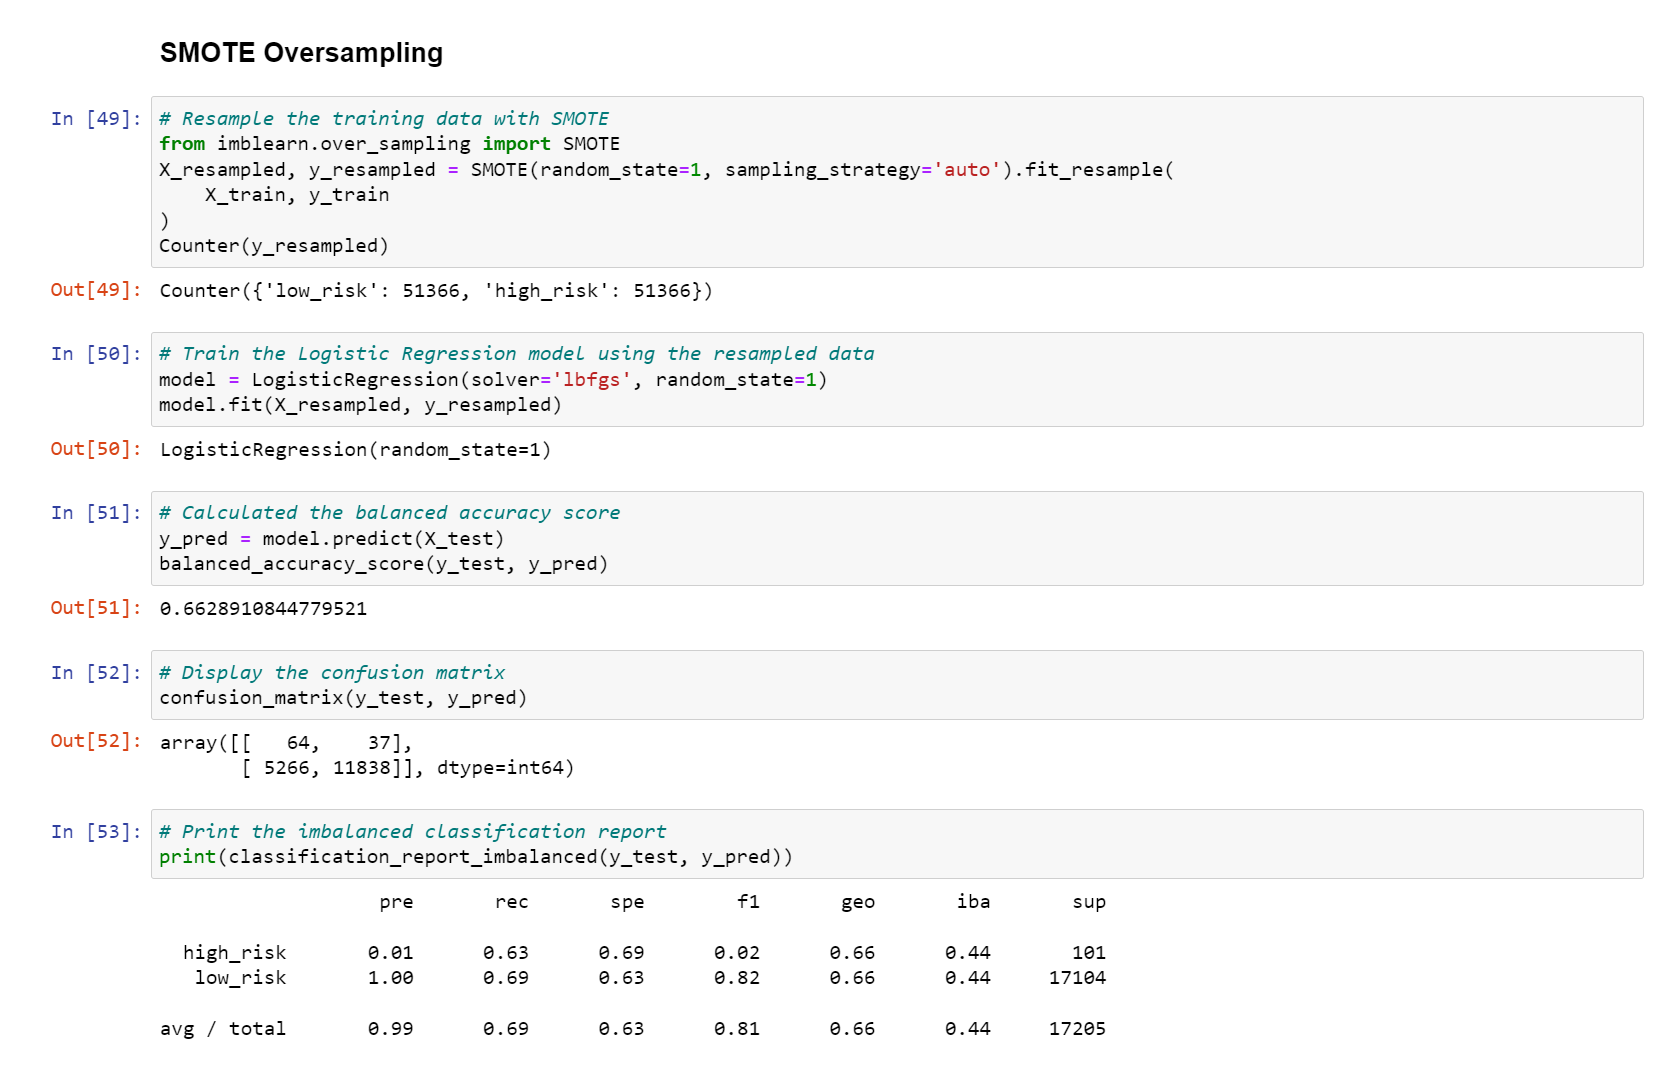 SMOTE Oversampling
In [49]: # Resample the training data with SMOTE
from imblearn.over_sampling import SMOTE
X_resampled, y_resampled = SMOTE(random_state=1, sampling_strategy='auto').fit_resample(
    X_train, y_train
)
Counter(y_resampled)
Out[49]: Counter({'low_risk': 51366, 'high_risk': 51366})
In [50]: # Train the Logistic Regression model using the resampled data
model = LogisticRegression(solver='lbfgs', random_state=1)
model.fit(X_resampled, y_resampled)
Out[50]: LogisticRegression(random_state=1)
In [51]: # Calculated the balanced accuracy score
y_pred = model.predict(X_test)
balanced_accuracy_score(y_test, y_pred)
Out[51]: 0.6628910844779521
In [52]: # Display the confusion matrix
confusion_matrix(y_test, y_pred)
Out[52]: array([[   64,    37],
       [ 5266, 11838]], dtype=int64)
In [53]: # Print the imbalanced classification report
print(classification_report_imbalanced(y_test, y_pred))
                   pre       rec       spe        f1       geo       iba       sup
  high_risk       0.01      0.63      0.69      0.02      0.66      0.44       101
   low_risk       1.00      0.69      0.63      0.82      0.66      0.44     17104
avg / total       0.99      0.69      0.63      0.81      0.66      0.44     17205